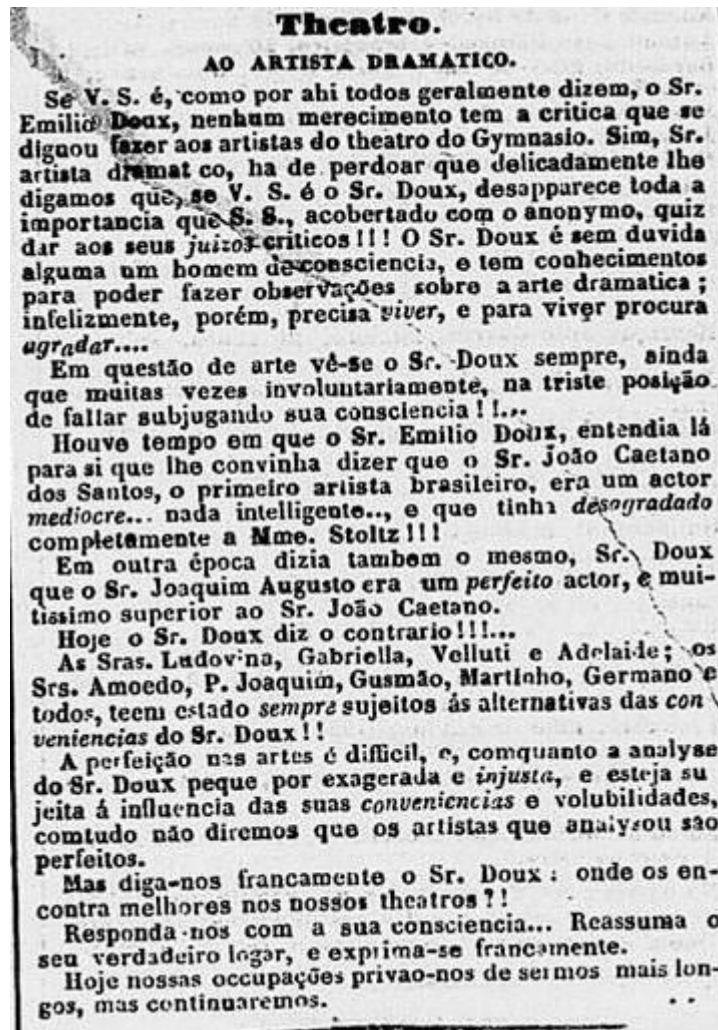 Theatro.
AO ARTISTA DRAMATICO.
Se V. S. é, como por ahi todos geralmente dizem, o Sr.
Emilio Doux, nenhum merecimento tem a critica que se
dignou fazer aos artistas do theatro do Gymnasio. Sim, Sr.
artista dramat co, ha de perdoar que delicadamente lhe
digamos que, se V. S. é o Sr. Doux, desapparece toda a
importancia que S. S., acobertado com o anonymo, quiz
dar aos seus juizos criticos!!! O Sr. Doux é sem duvida
alguma um homem de consciencia, e tem conhecimentos
para poder fazer observações sobre a arte dramatica;
infelizmente, porém, precisa viver, e para viver procura
agradar....
Em questão de arte vê-se o Sr. Doux sempre, ainda
que muitas vezes involuntariamente, na triste posição
de fallar subjugando sua consciencia!!...
Houve tempo em que o Sr. Emilio Doux, entendia lá
para si que lhe convinha dizer que o Sr. João Caetano
dos Santos, o primeiro artista brasileiro, era um actor
mediocre... nada intelligente.., e que tinha desogradado
completamente a Mme. Stoltz!!!
Em outra época dizia tambem o mesmo, Sr. Doux
que o Sr. Joaquim Augusto era um perfeito actor, e mui-
tissimo superior ao Sr. João Caetano.
Hoje o Sr. Doux diz o contrario!!!...
As Sras. Ludovina, Gabriella, Velluti e Adelaide; os
Srs. Amoedo, P. Joaquim, Gusmão, Martinho, Germano e
todos, teem estado sempre sujeitos ás alternativas das con
veniencias do Sr. Doux!!
A perfeição nas artes é difficil, e, comquanto a analyse
do Sr. Doux peque por exagerada e injusta, e esteja su
jeita á influencia das suas conveniencias e volubilidades,
comtudo não diremos que os artistas que analysou são
perfeitos.
Mas diga-nos francamente o Sr. Doux: onde os en-
contra melhores nos nossos theatros?!
Responda-nos com a sua consciencia... Reassuma o
seu verdadeiro logar, e exprima-se francamente.
Hoje nossas occupações privao-nos de sermos mais lon-
gos, mas continuaremos. ..